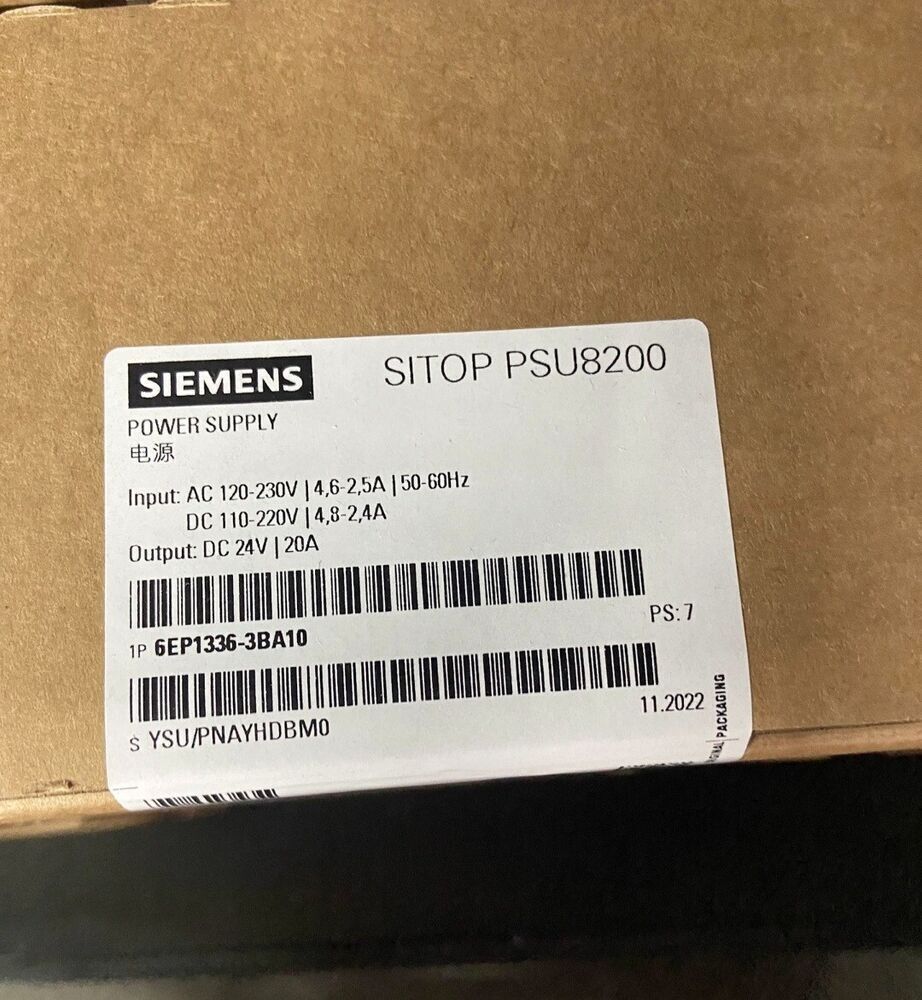 SIEMENS
SITOP PSU8200
POWER SUPPLY
电源
Input: AC 120-230V | 4,6-2,5A | 50-60Hz
DC 110-220V | 4,8-2,4A
Output: DC 24V | 20A
PS: 7
1P 6EP1336-3BA10
11.2022
S YSU/PNAYHDBM0
PACKAGING